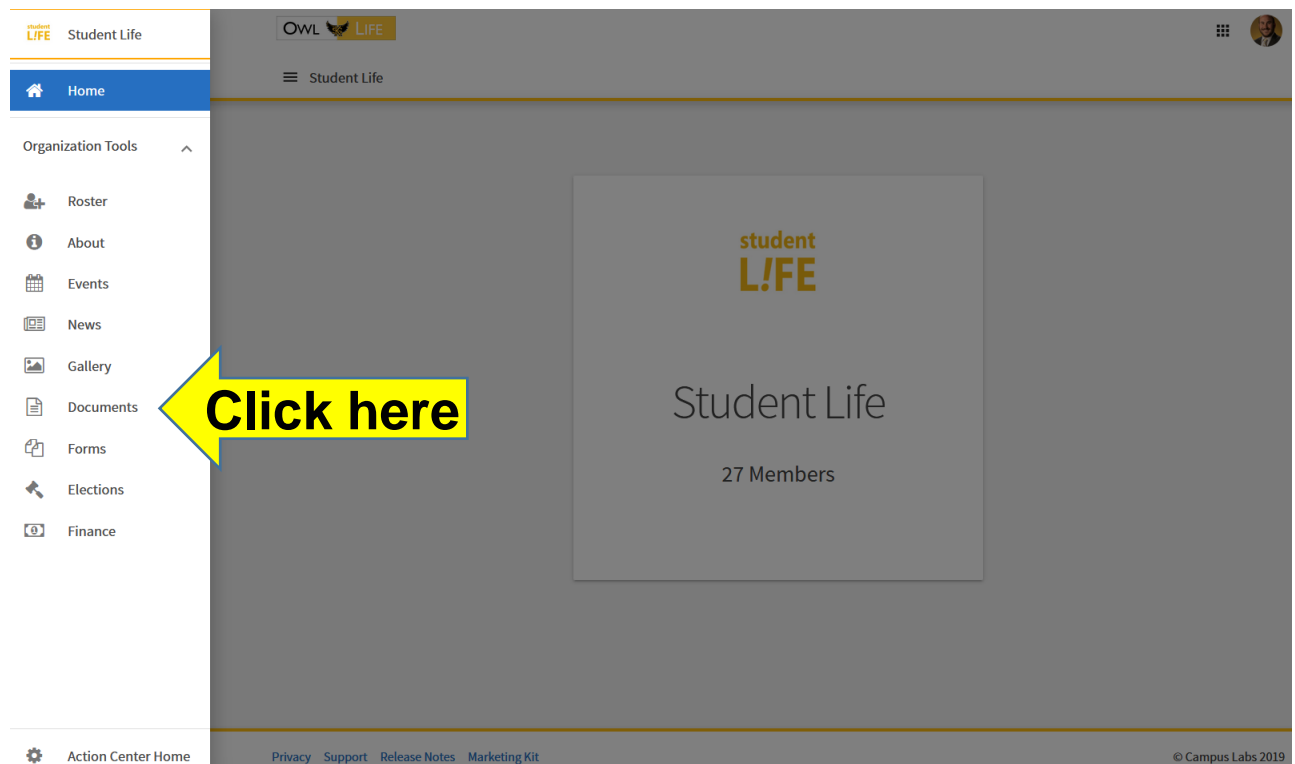 student
L!FE
Student Life
OWL LIFE
Student Life
Home
Organization Tools
Roster
About
Events
News
Gallery
Documents
Click here
Forms
Elections
Finance
student
L!FE
Student Life
27 Members
Action Center Home
Privacy Support Release Notes Marketing Kit
© Campus Labs 2019